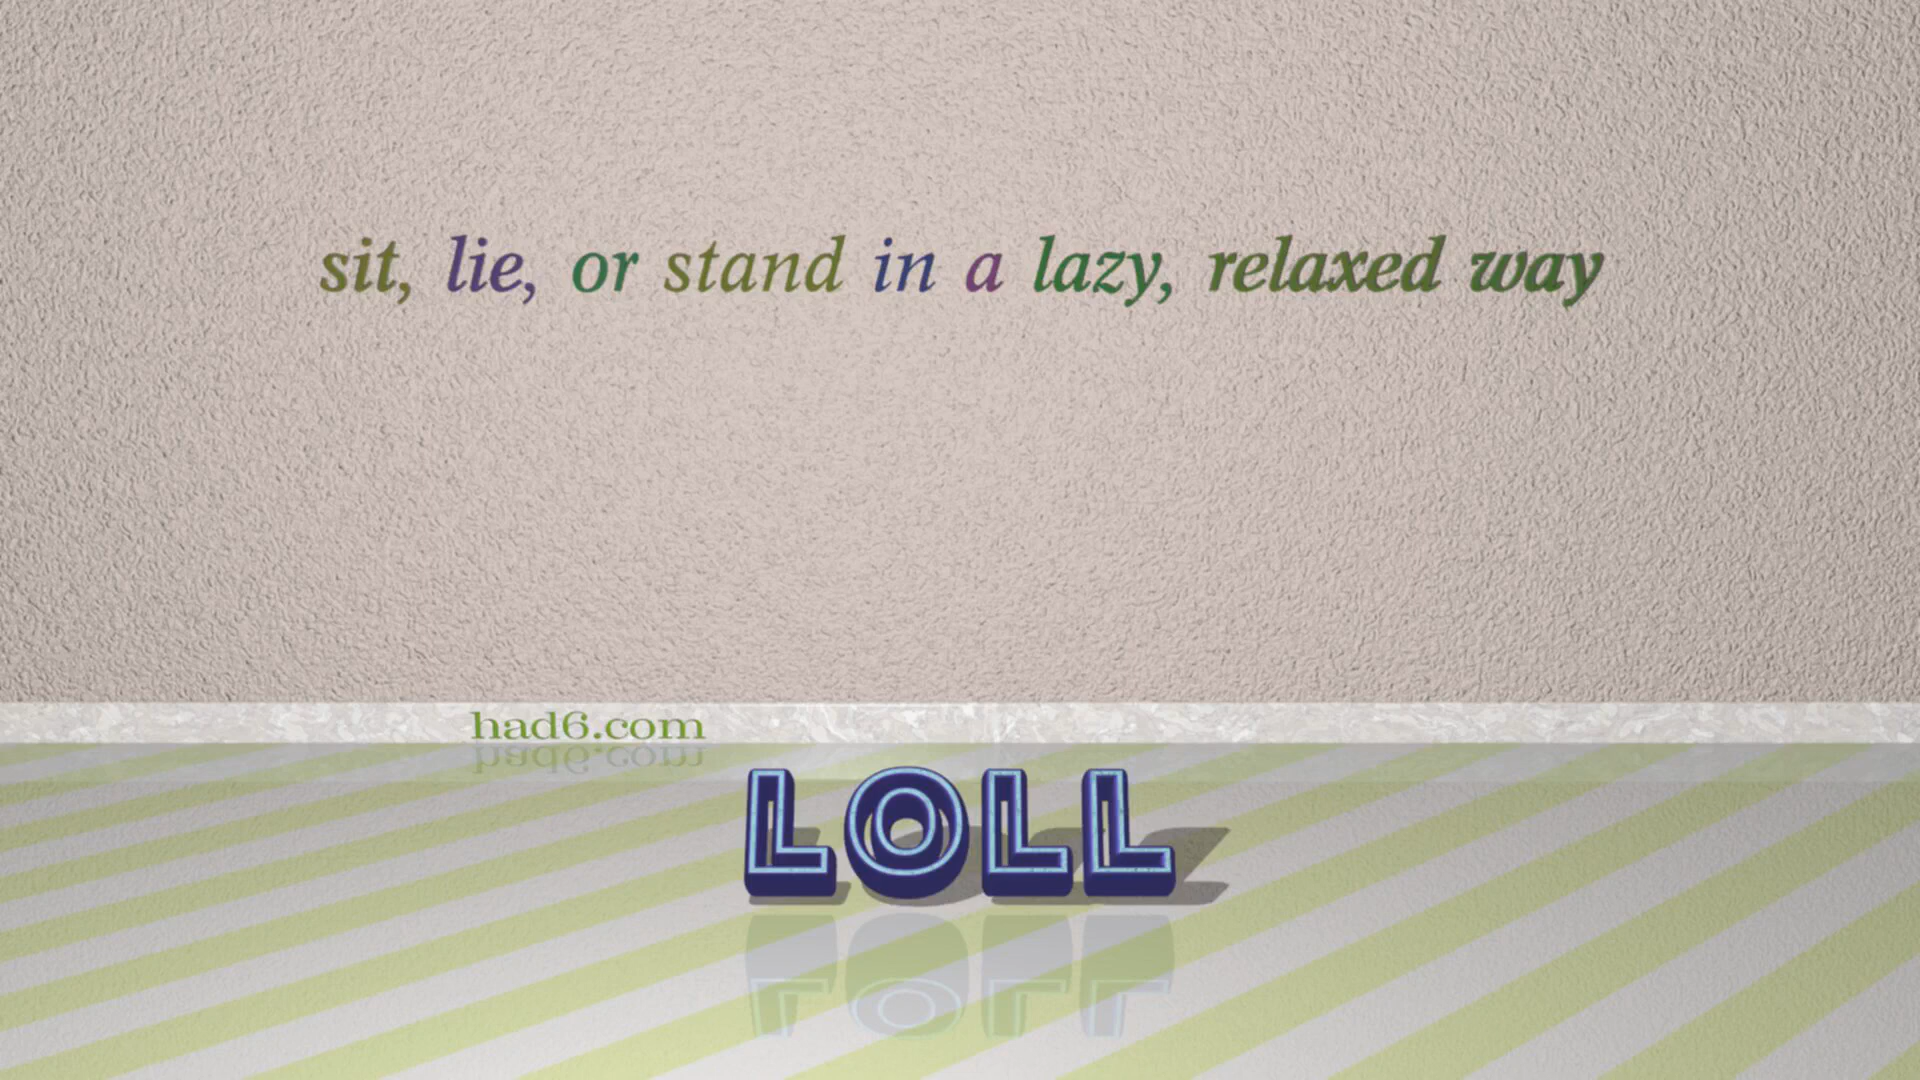 sit, lie, or stand in a lazy, relaxed way
had6.com
LOLL